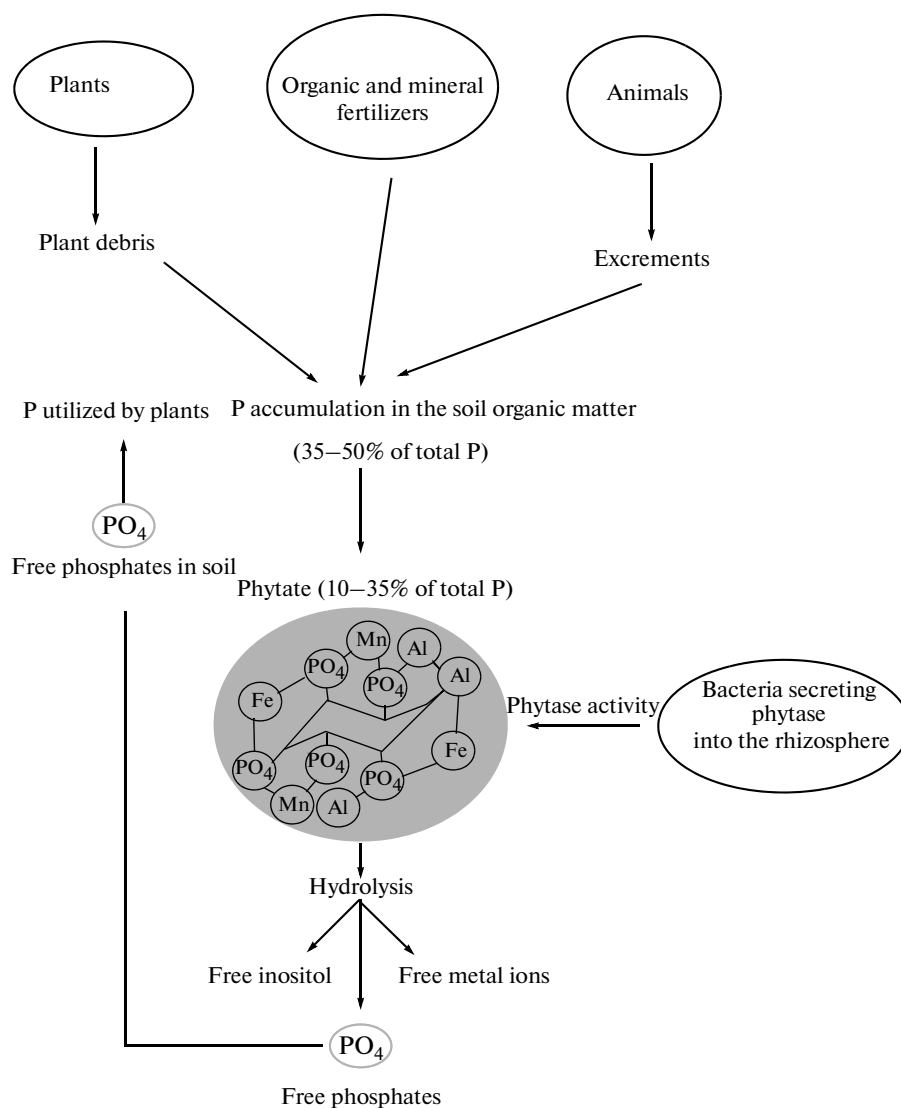 Plants
Organic and mineral
fertilizers
Animals
Plant debris
Excrements
P utilized by plants
P accumulation in the soil organic matter
(35–50% of total P)
PO4
Free phosphates in soil
Phytate (10–35% of total P)
Mn
Al
PO4
PO4
Al
Fe
Phytase activity
Bacteria secreting
phytase
into the rhizosphere
Fe
PO4
PO4
PO4
Mn
Al
Hydrolysis
Free inositol
Free metal ions
PO4
Free phosphates